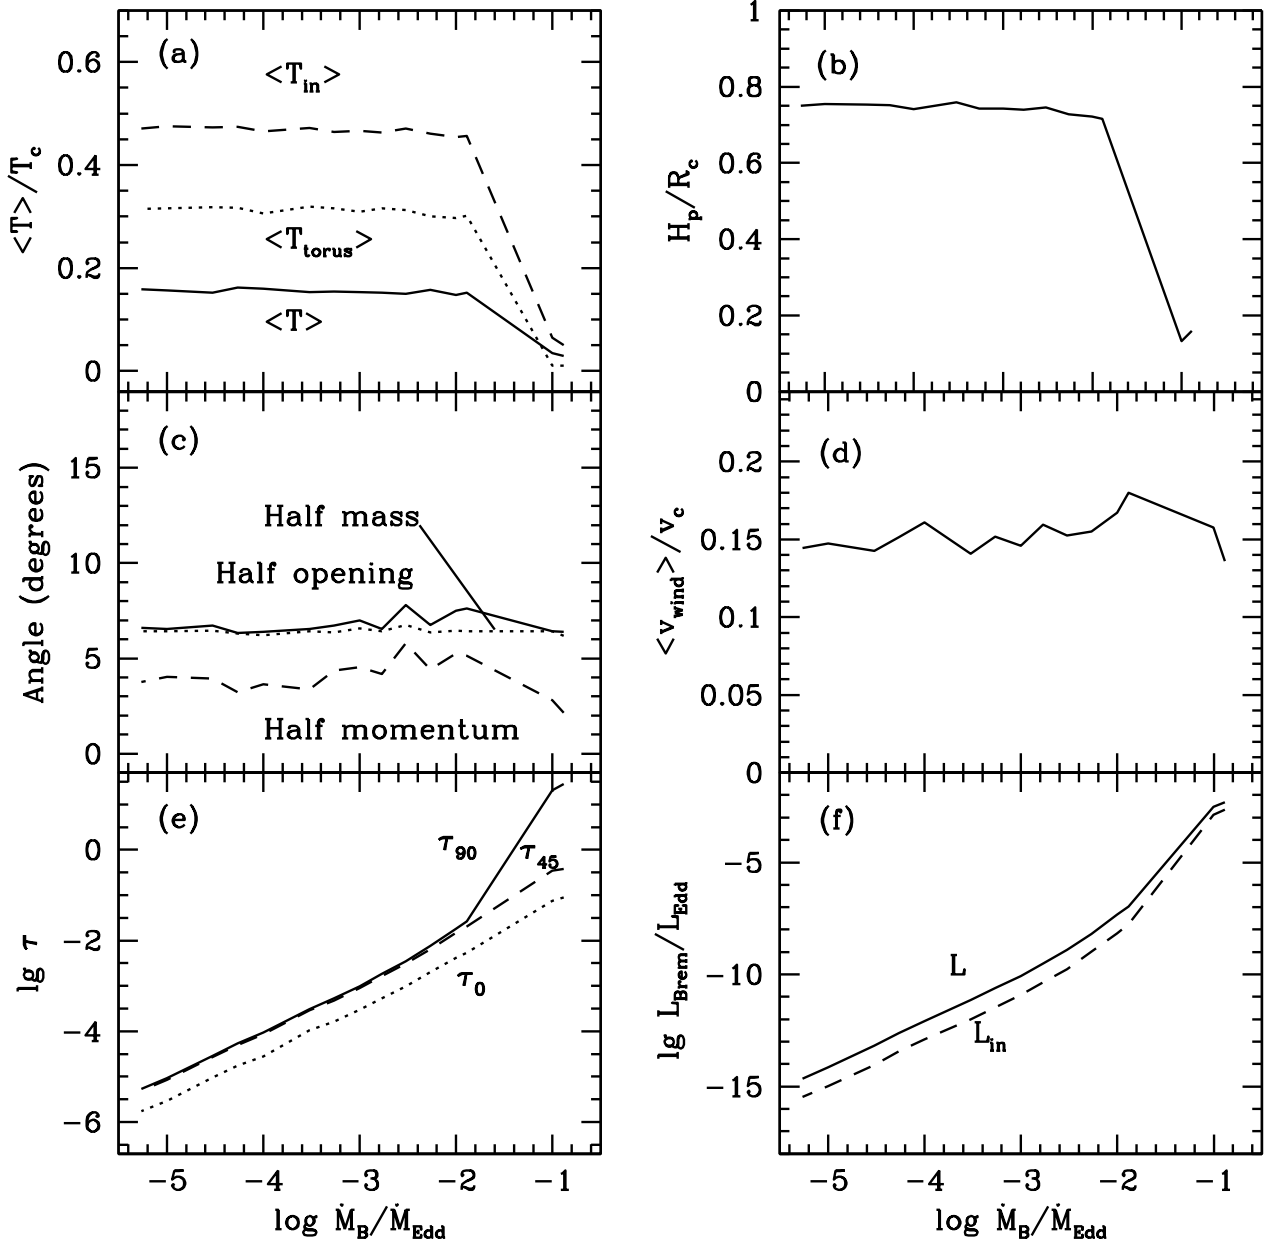 (a)
<T_in>
<T_torus>
<T>
0.6
0.4
0.2
0
<T>/T_c
(b)
1
0.8
0.6
0.4
0.2
0
H_p/R_c
(c)
15
10
5
0
Angle (degrees)
Half mass
Half opening
Half momentum
(d)
0.2
0.15
0.1
0.05
0
<v_wind>/v_c
(e)
0
−2
−4
−6
lg τ
τ_90
τ_45
τ_0
−5 −4 −3 −2 −1
log Ṁ_B/Ṁ_Edd
(f)
−5
−10
−15
lg L_Brem/L_Edd
L
L_in
−5 −4 −3 −2 −1
log Ṁ_B/Ṁ_Edd